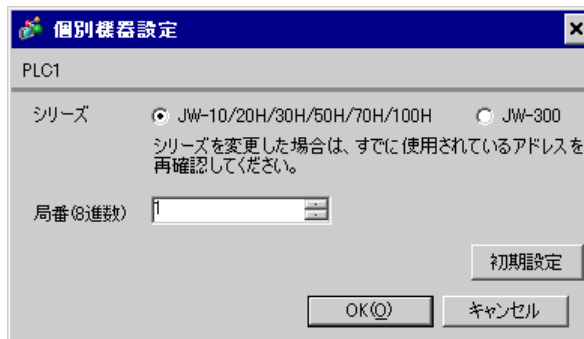 個別機器設定
PLC1
シリーズ JW-10/20H/30H/50H/70H/100H JW-300
シリーズを変更した場合は、すでに使用されているアドレスを
再確認してください。
局番(8進数) 1
初期設定
OK(O) キャンセル